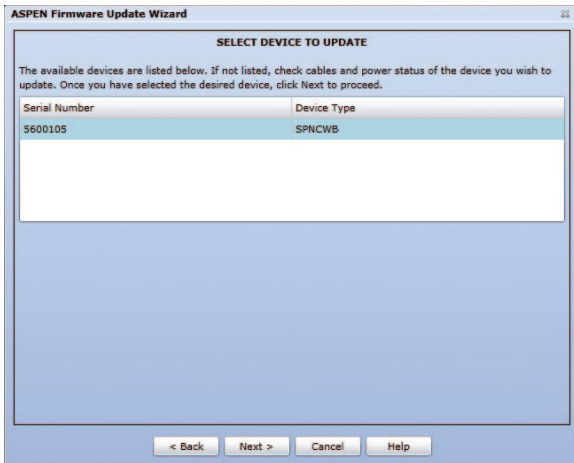 ASPEN Firmware Update Wizard
SELECT DEVICE TO UPDATE
The available devices are listed below. If not listed, check cables and power status of the device you wish to
update. Once you have selected the desired device, click Next to proceed.
Serial Number Device Type
5600105 SPNCWB
< Back Next > Cancel Help